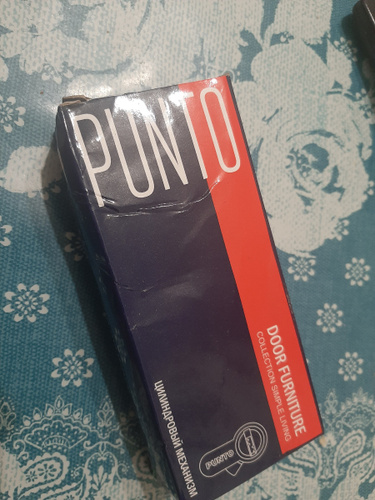 PUNTO
DOOR FURNITURE
COLLECTION SIMPLE LIVING
ЦИЛИНДРОВЫЙ МЕХАНИЗМ
PUNTO